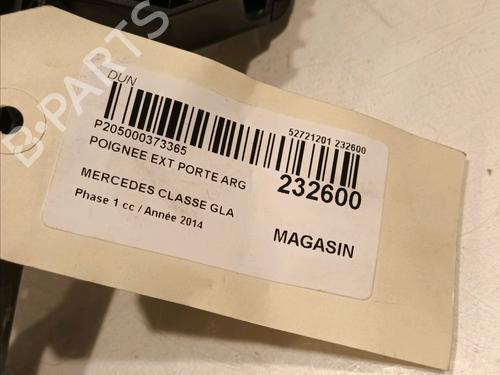 B-PARTS
DUN
52721201 232600
P205000373365
POIGNEE EXT PORTE ARG
232600
MERCEDES CLASSE GLA
Phase 1 cc / Année 2014
MAGASIN